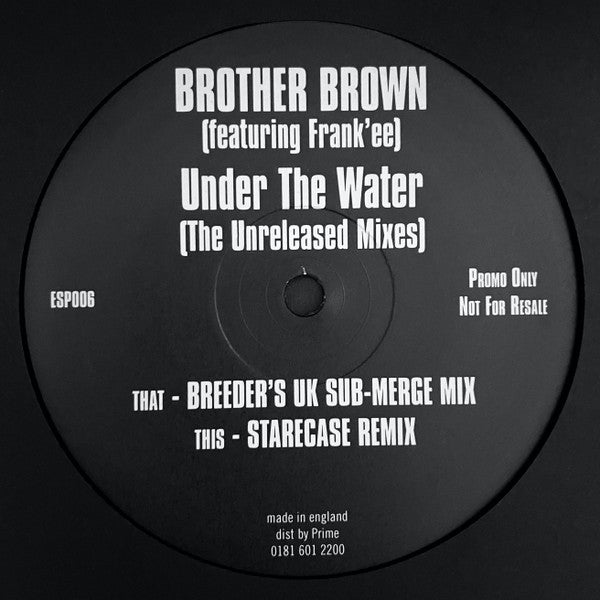 BROTHER BROWN
(featuring Frank'ee)
Under The Water
(The Unreleased Mixes)
ESP006
Promo Only
Not For Resale
THAT - BREEDER'S UK SUB-MERGE MIX
THIS - STARECASE REMIX
made in england
dist by Prime
0181 601 2200